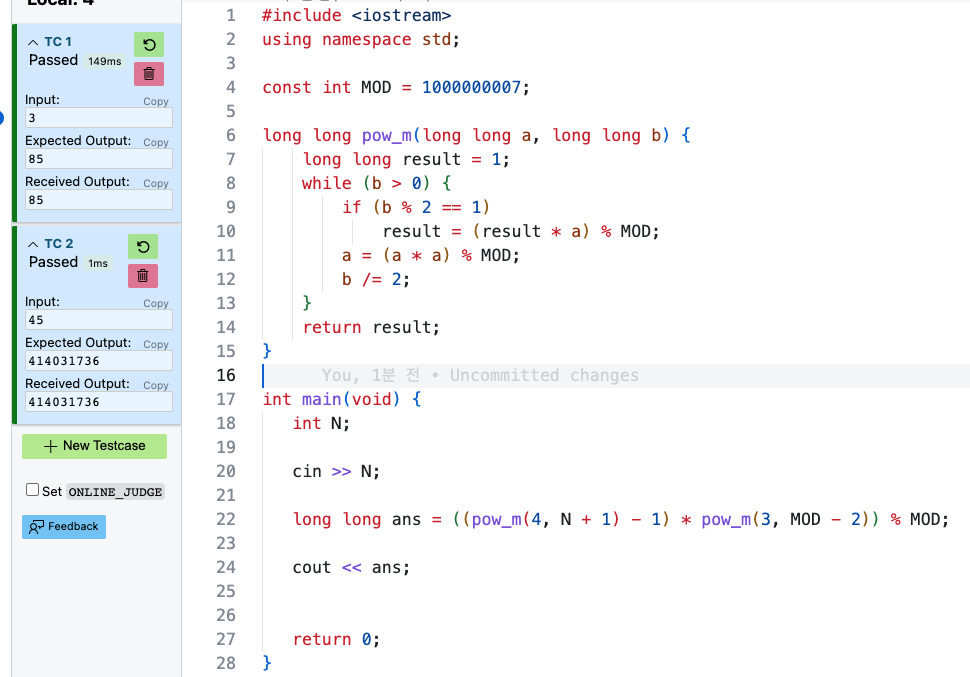 Local: 4
TC 1
Passed 149ms
Input: Copy
3
Expected Output: Copy
85
Received Output: Copy
85
TC 2
Passed 1ms
Input: Copy
45
Expected Output: Copy
414031736
Received Output: Copy
414031736
+ New Testcase
Set ONLINE_JUDGE
Feedback
1 #include <iostream>
2 using namespace std;
3
4 const int MOD = 1000000007;
5
6 long long pow_m(long long a, long long b) {
7     long long result = 1;
8     while (b > 0) {
9         if (b % 2 == 1)
10             result = (result * a) % MOD;
11         a = (a * a) % MOD;
12         b /= 2;
13     }
14     return result;
15 }
16 You, 1분 전 • Uncommitted changes
17 int main(void) {
18    int N;
19
20    cin >> N;
21
22    long long ans = ((pow_m(4, N + 1) - 1) * pow_m(3, MOD - 2)) % MOD;
23
24    cout << ans;
25
26
27    return 0;
28 }